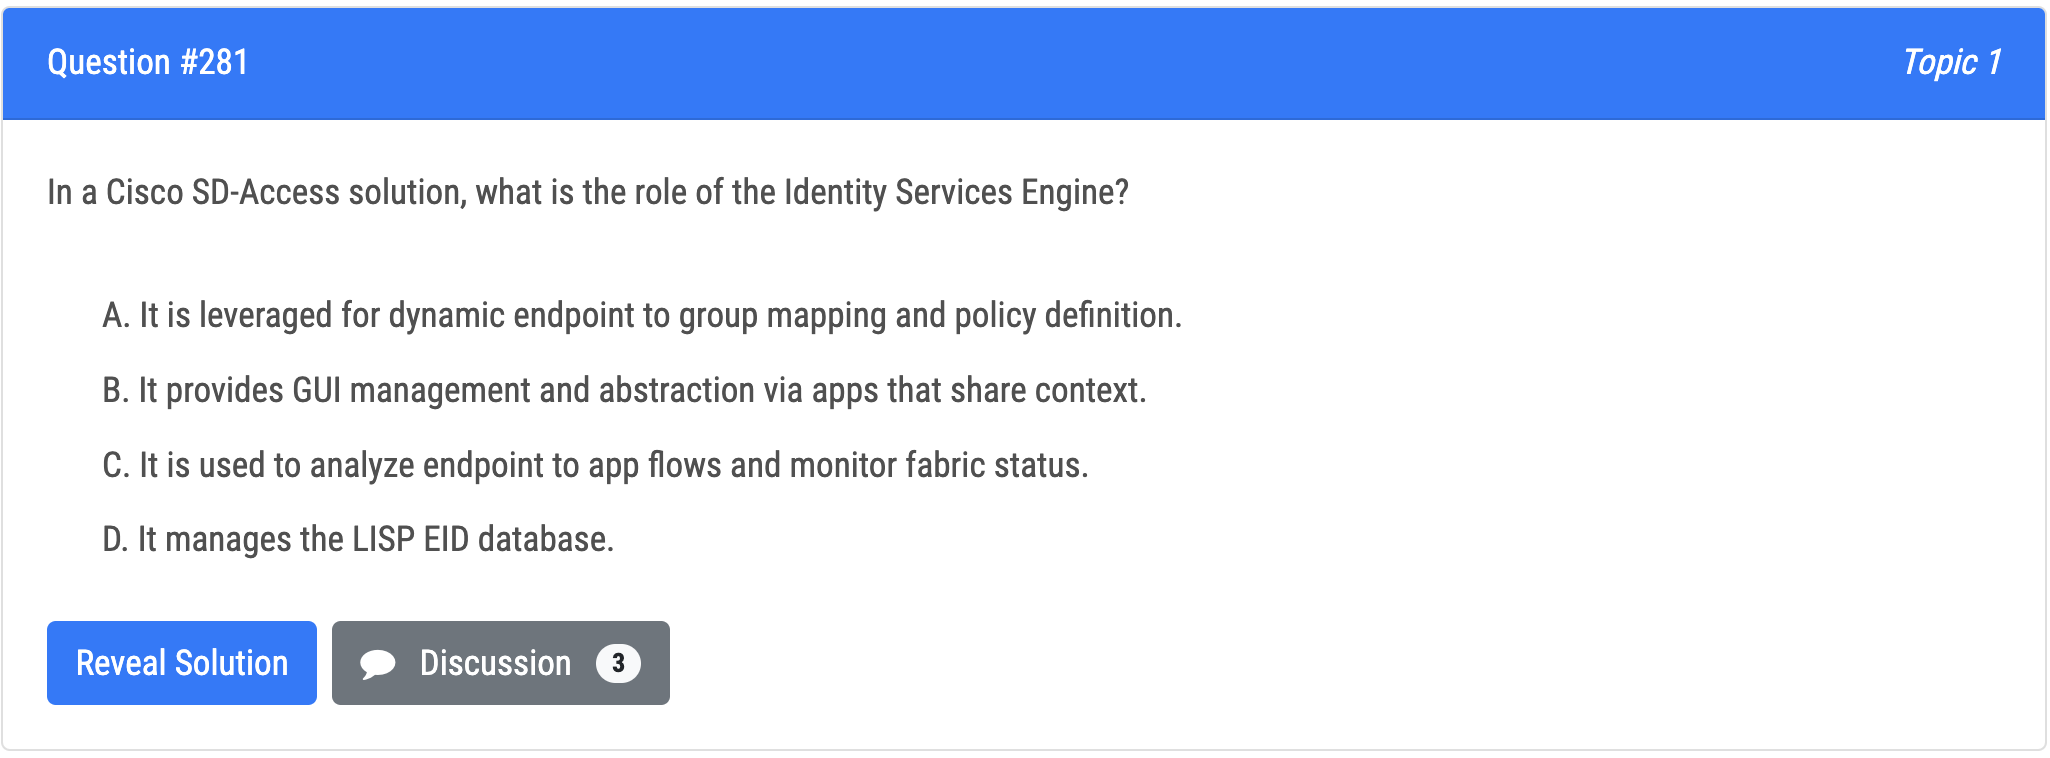 Question #281
Topic 1
In a Cisco SD-Access solution, what is the role of the Identity Services Engine?
A. It is leveraged for dynamic endpoint to group mapping and policy definition.
B. It provides GUI management and abstraction via apps that share context.
C. It is used to analyze endpoint to app flows and monitor fabric status.
D. It manages the LISP EID database.
Reveal Solution
Discussion 3